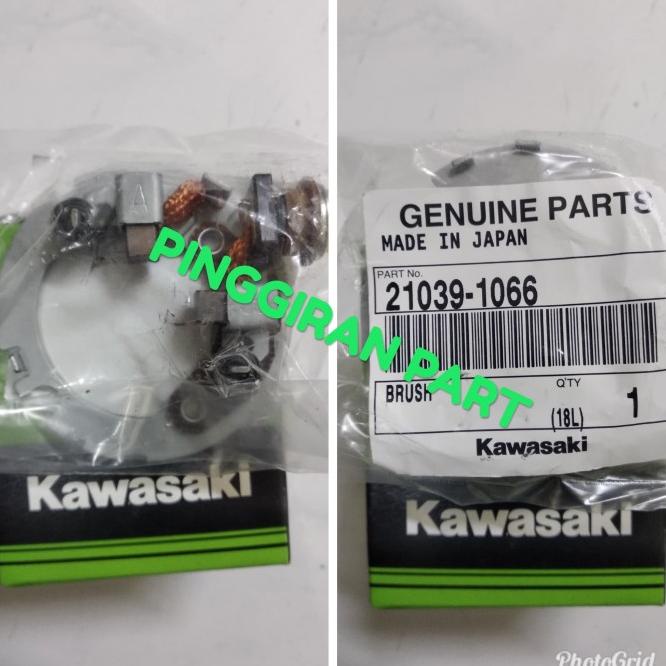 A
Kawasaki
PINGGIRAN PART
GENUINE PARTS
MADE IN JAPAN
PART No.
21039-1066
BRUSH
Q'TY
(18L) 1
Kawasaki
Kawasaki
PhotoGrid